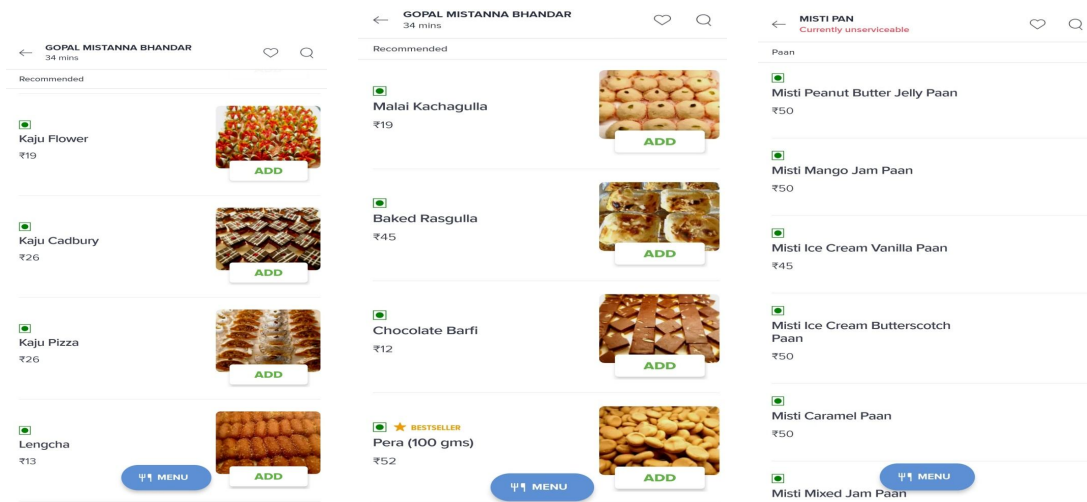 GOPAL MISTANNA BHANDAR
34 mins
Recommended
Kaju Flower
₹19
ADD
Kaju Cadbury
₹26
ADD
Kaju Pizza
₹26
ADD
Lengcha
₹13
ADD
MENU
GOPAL MISTANNA BHANDAR
34 mins
Recommended
Malai Kachagulla
₹19
ADD
Baked Rasgulla
₹45
ADD
Chocolate Barfi
₹12
ADD
BESTSELLER
Pera (100 gms)
₹52
ADD
MENU
MISTI PAN
Currently unserviceable
Paan
Misti Peanut Butter Jelly Paan
₹50
Misti Mango Jam Paan
₹50
Misti Ice Cream Vanilla Paan
₹45
Misti Ice Cream Butterscotch
Paan
₹50
Misti Caramel Paan
₹50
MENU
Misti Mixed Jam Paan